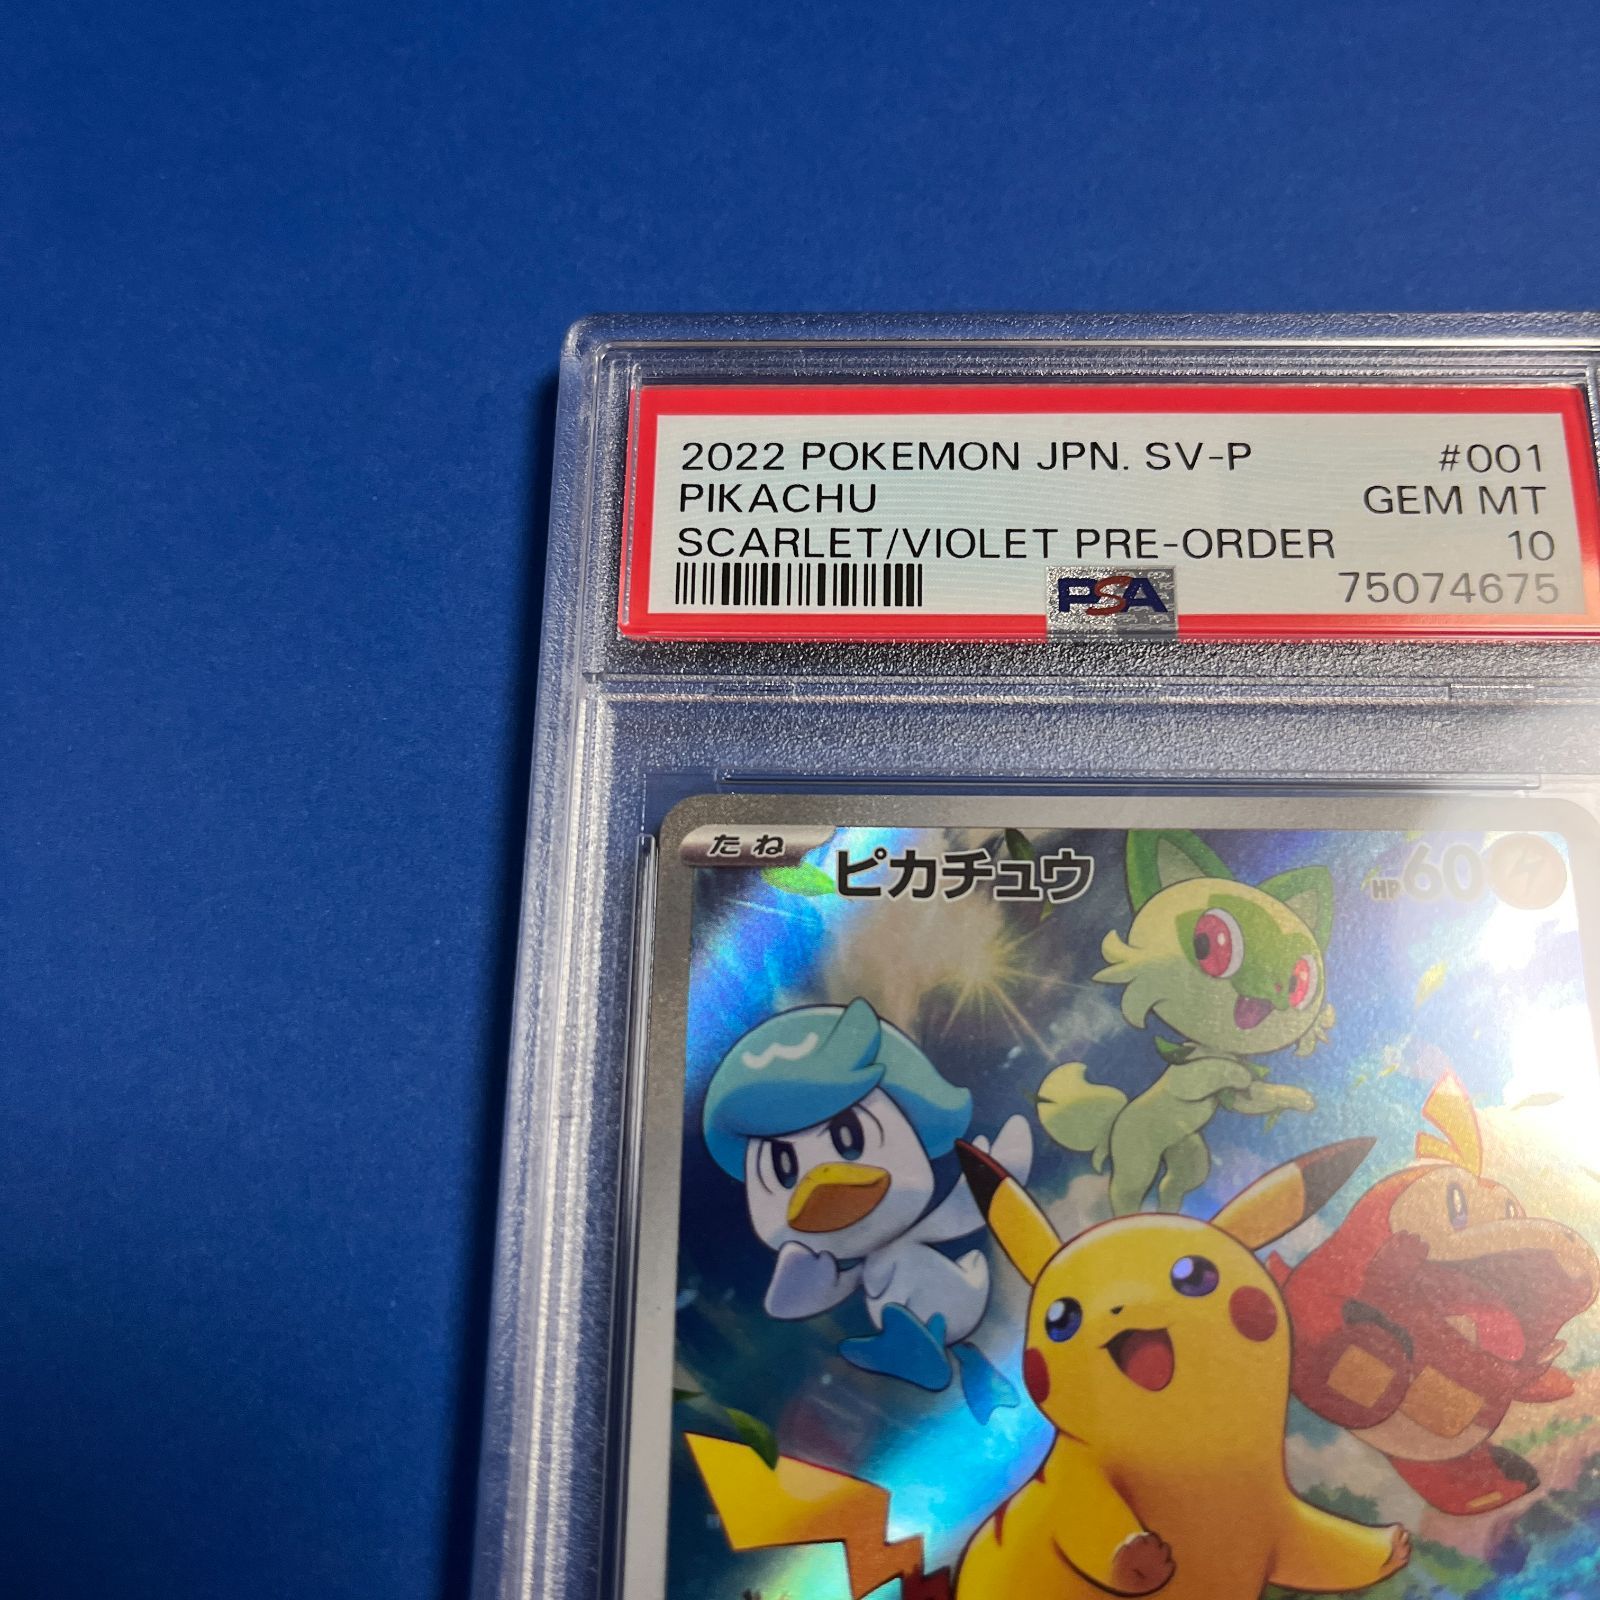 2022 POKEMON JPN. SV-P #001
PIKACHU GEM MT
SCARLET/VIOLET PRE-ORDER 10
PSA 75074675
たね ピカチュウ HP60